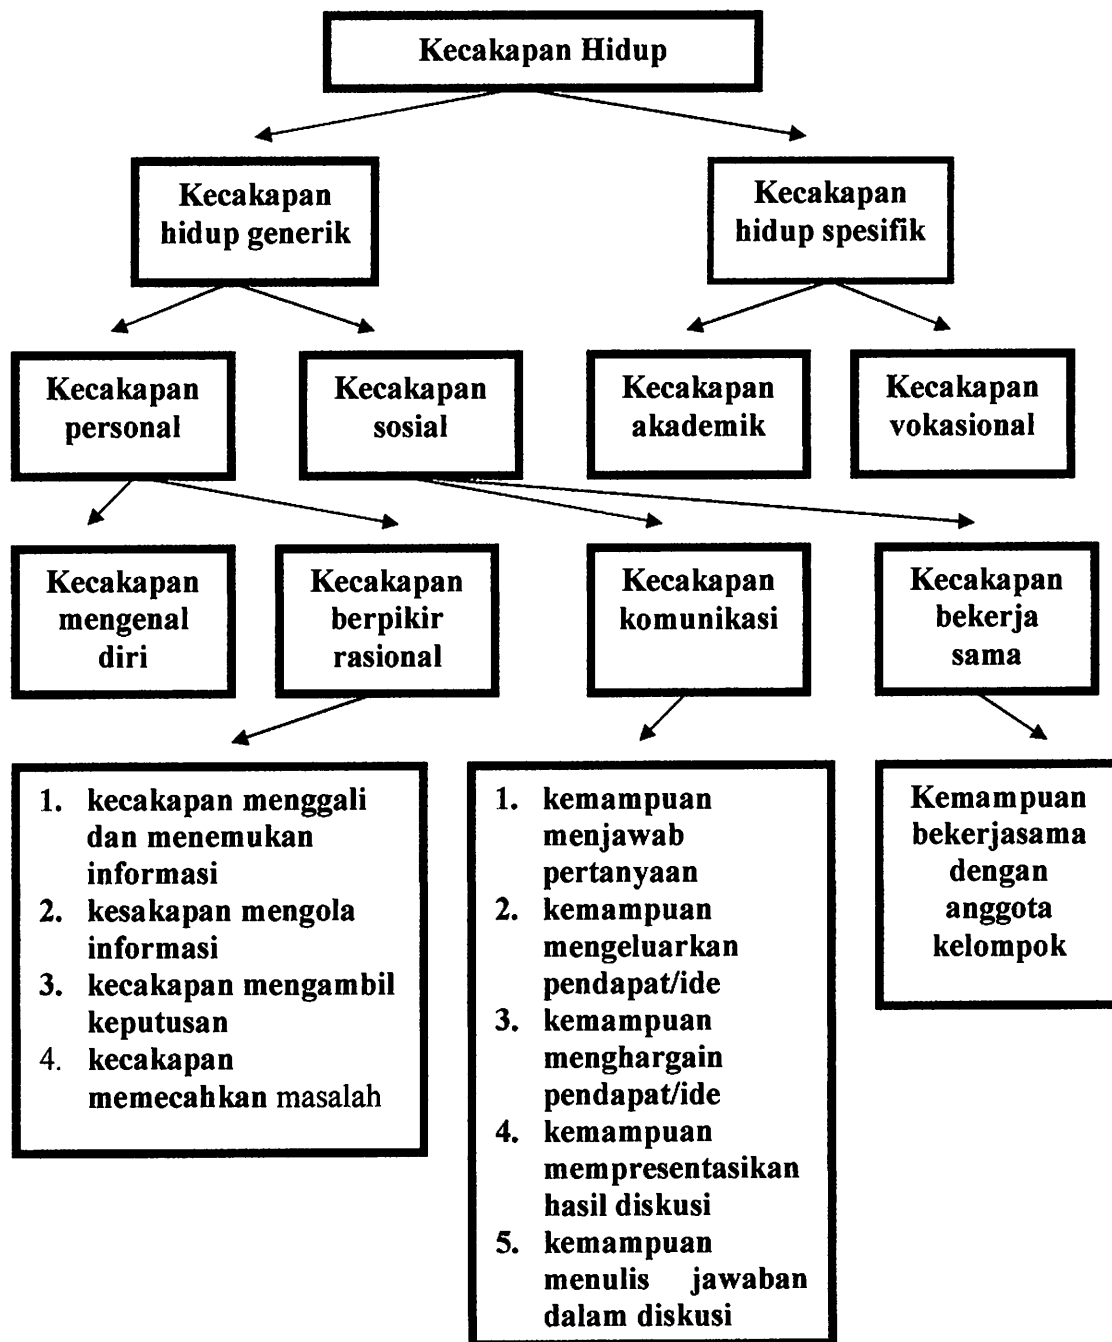 Kecakapan Hidup
Kecakapan
hidup generik
Kecakapan
hidup spesifik
Kecakapan
personal
Kecakapan
sosial
Kecakapan
akademik
Kecakapan
vokasional
Kecakapan
mengenal
diri
Kecakapan
berpikir
rasional
Kecakapan
komunikasi
Kecakapan
bekerja
sama
1. kecakapan menggali
dan menemukan
informasi
2. kesakapan mengola
informasi
3. kecakapan mengambil
keputusan
4. kecakapan
memecahkan masalah
1. kemampuan
menjawab
pertanyaan
2. kemampuan
mengeluarkan
pendapat/ide
3. kemampuan
menghargain
pendapat/ide
4. kemampuan
mempresentasikan
hasil diskusi
5. kemampuan
menulis jawaban
dalam diskusi
Kemampuan
bekerjasama
dengan
anggota
kelompok